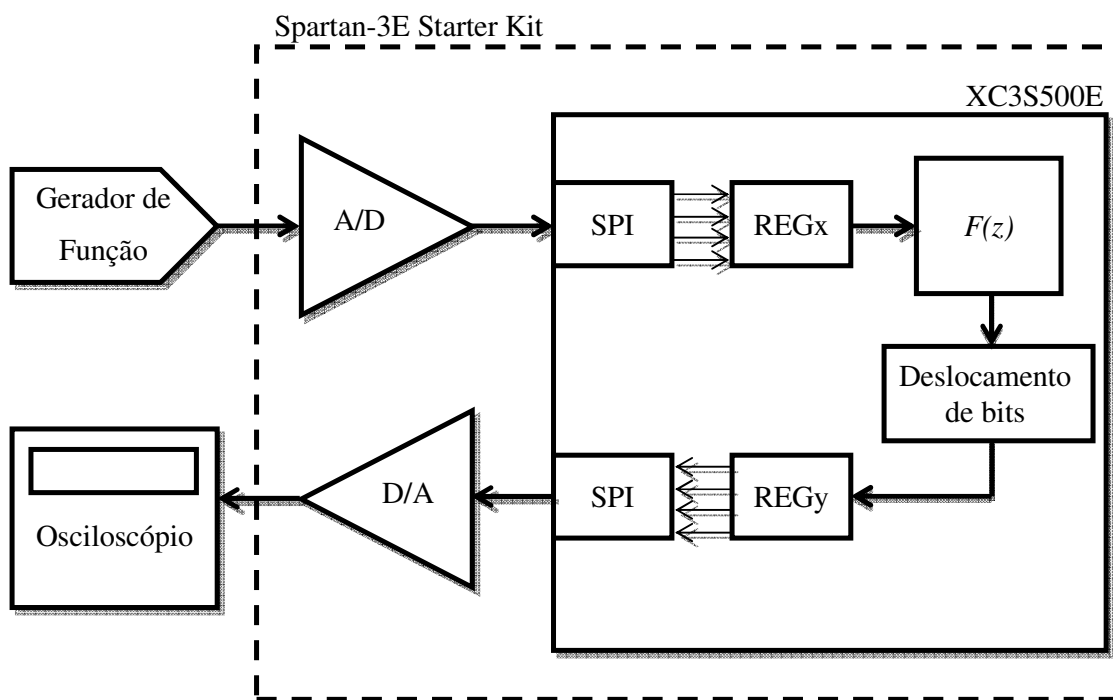 Spartan-3E Starter Kit
XC3S500E
Gerador de
Função
A/D
SPI
REGx
F(z)
Deslocamento
de bits
Osciloscópio
D/A
SPI
REGy